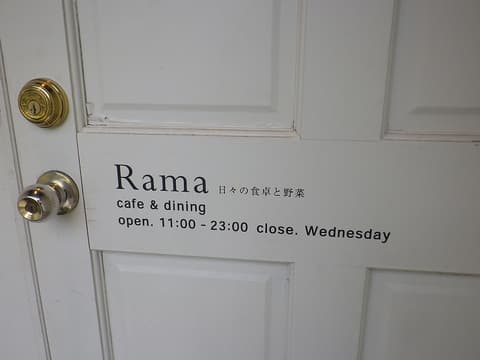 Rama 日々の食卓と野菜
cafe & dining
open. 11:00 - 23:00 close. Wednesday